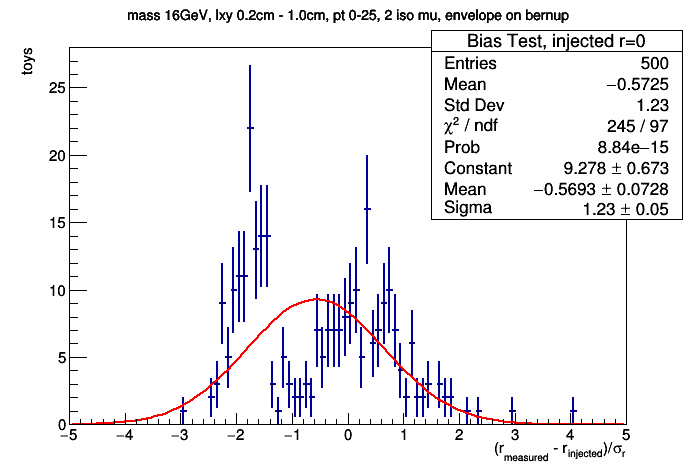 mass 16GeV, lxy 0.2cm - 1.0cm, pt 0-25, 2 iso mu, envelope on bernup
Bias Test, injected r=0
Entries 500
Mean −0.5725
Std Dev 1.23
χ² / ndf 245 / 97
Prob 8.84e−15
Constant 9.278 ± 0.673
Mean −0.5693 ± 0.0728
Sigma 1.23 ± 0.05
toys
25
20
15
10
5
0
−5 −4 −3 −2 −1 0 1 2 3 4 5
(r_measured - r_injected)/σ_r